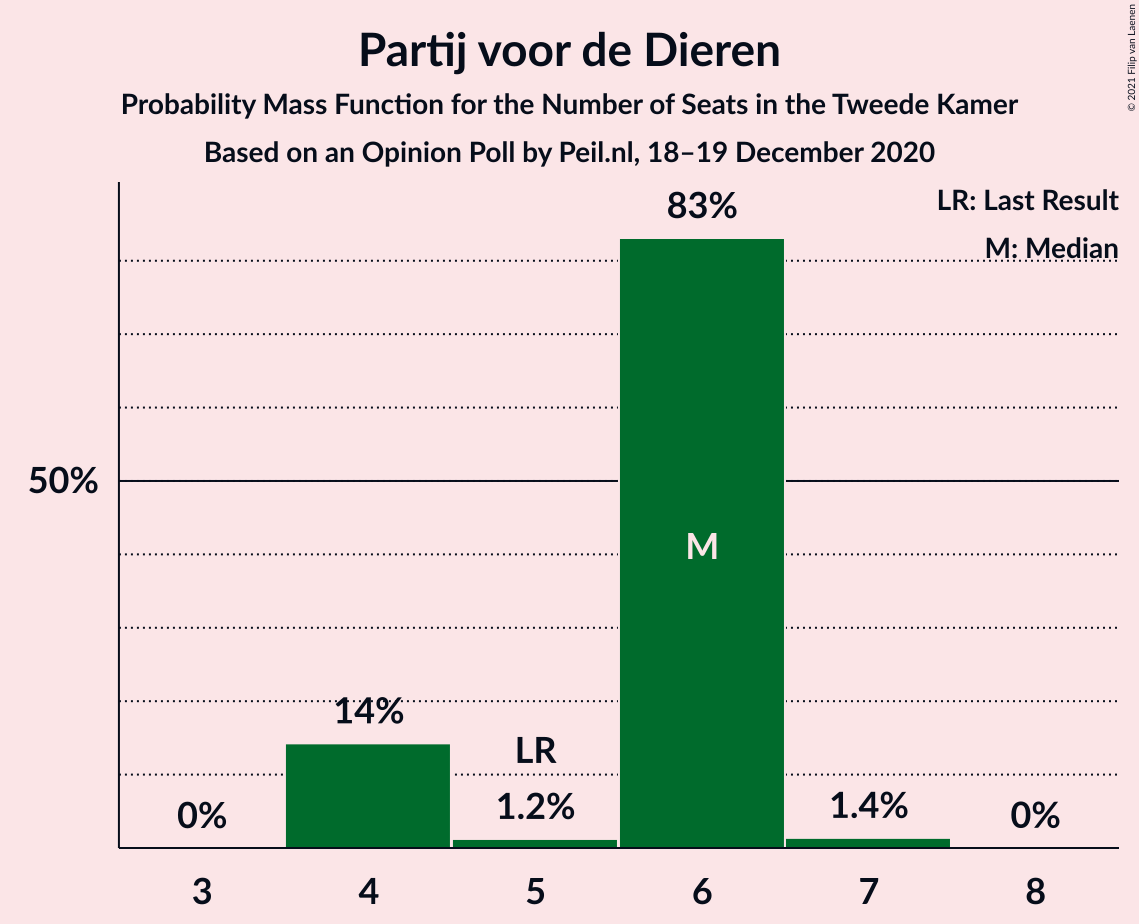 Partij voor de Dieren
Probability Mass Function for the Number of Seats in the Tweede Kamer
Based on an Opinion Poll by Peil.nl, 18–19 December 2020
© 2021 Filip van Laenen
LR: Last Result
M: Median
83%
50%
M
14%
LR
0%
1.2%
1.4%
0%
3 4 5 6 7 8